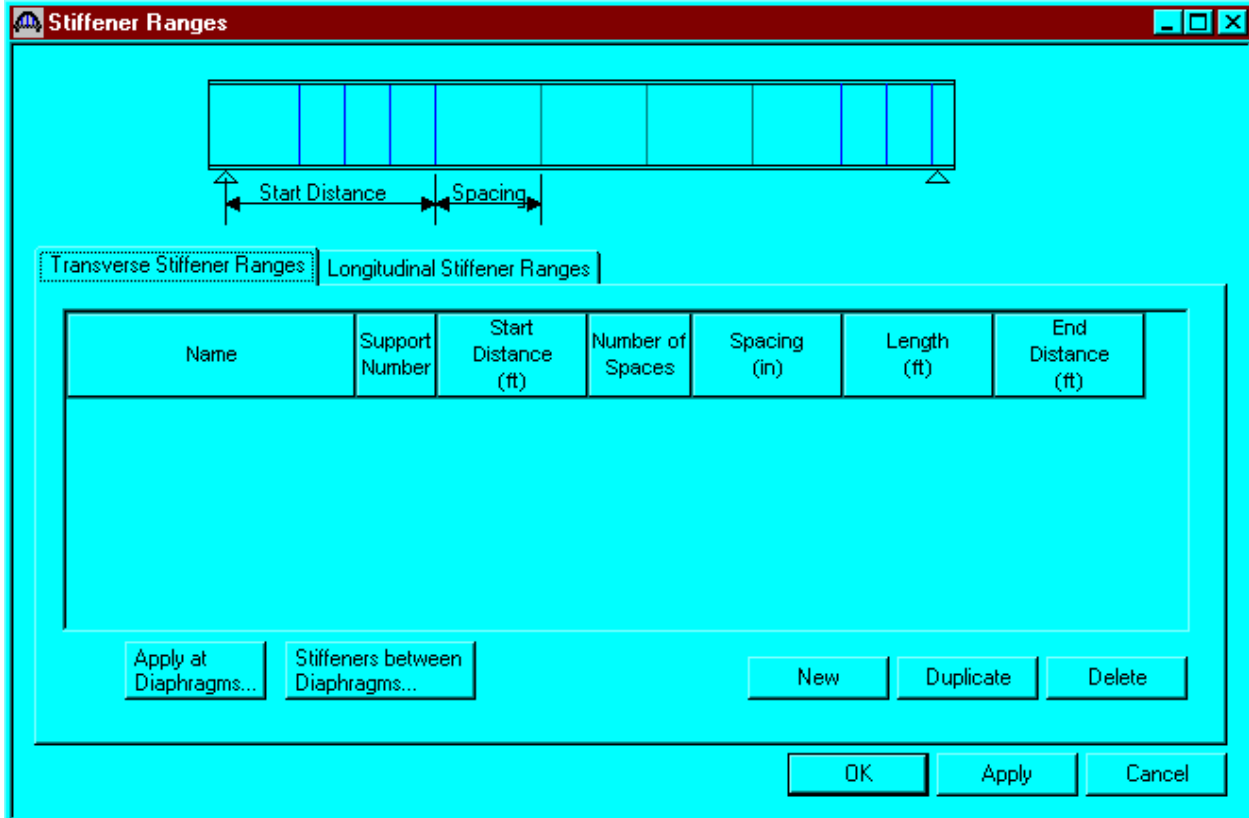 Stiffener Ranges
Start Distance
Spacing
Transverse Stiffener Ranges
Longitudinal Stiffener Ranges
Name
Support
Number
Start
Distance
(ft)
Number of
Spaces
Spacing
(in)
Length
(ft)
End
Distance
(ft)
Apply at
Diaphragms...
Stiffeners between
Diaphragms...
New
Duplicate
Delete
OK
Apply
Cancel